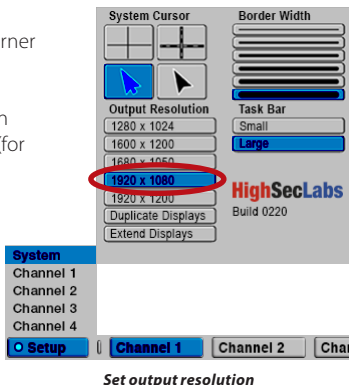 rner
n
for
System Cursor
Border Width
Output Resolution
1280 x 1024
1600 x 1200
1680 x 1050
1920 x 1080
1920 x 1200
Duplicate Displays
Extend Displays
Task Bar
Small
Large
HighSecLabs
Build 0220
System
Channel 1
Channel 2
Channel 3
Channel 4
Setup Channel 1 Channel 2 Char
Set output resolution